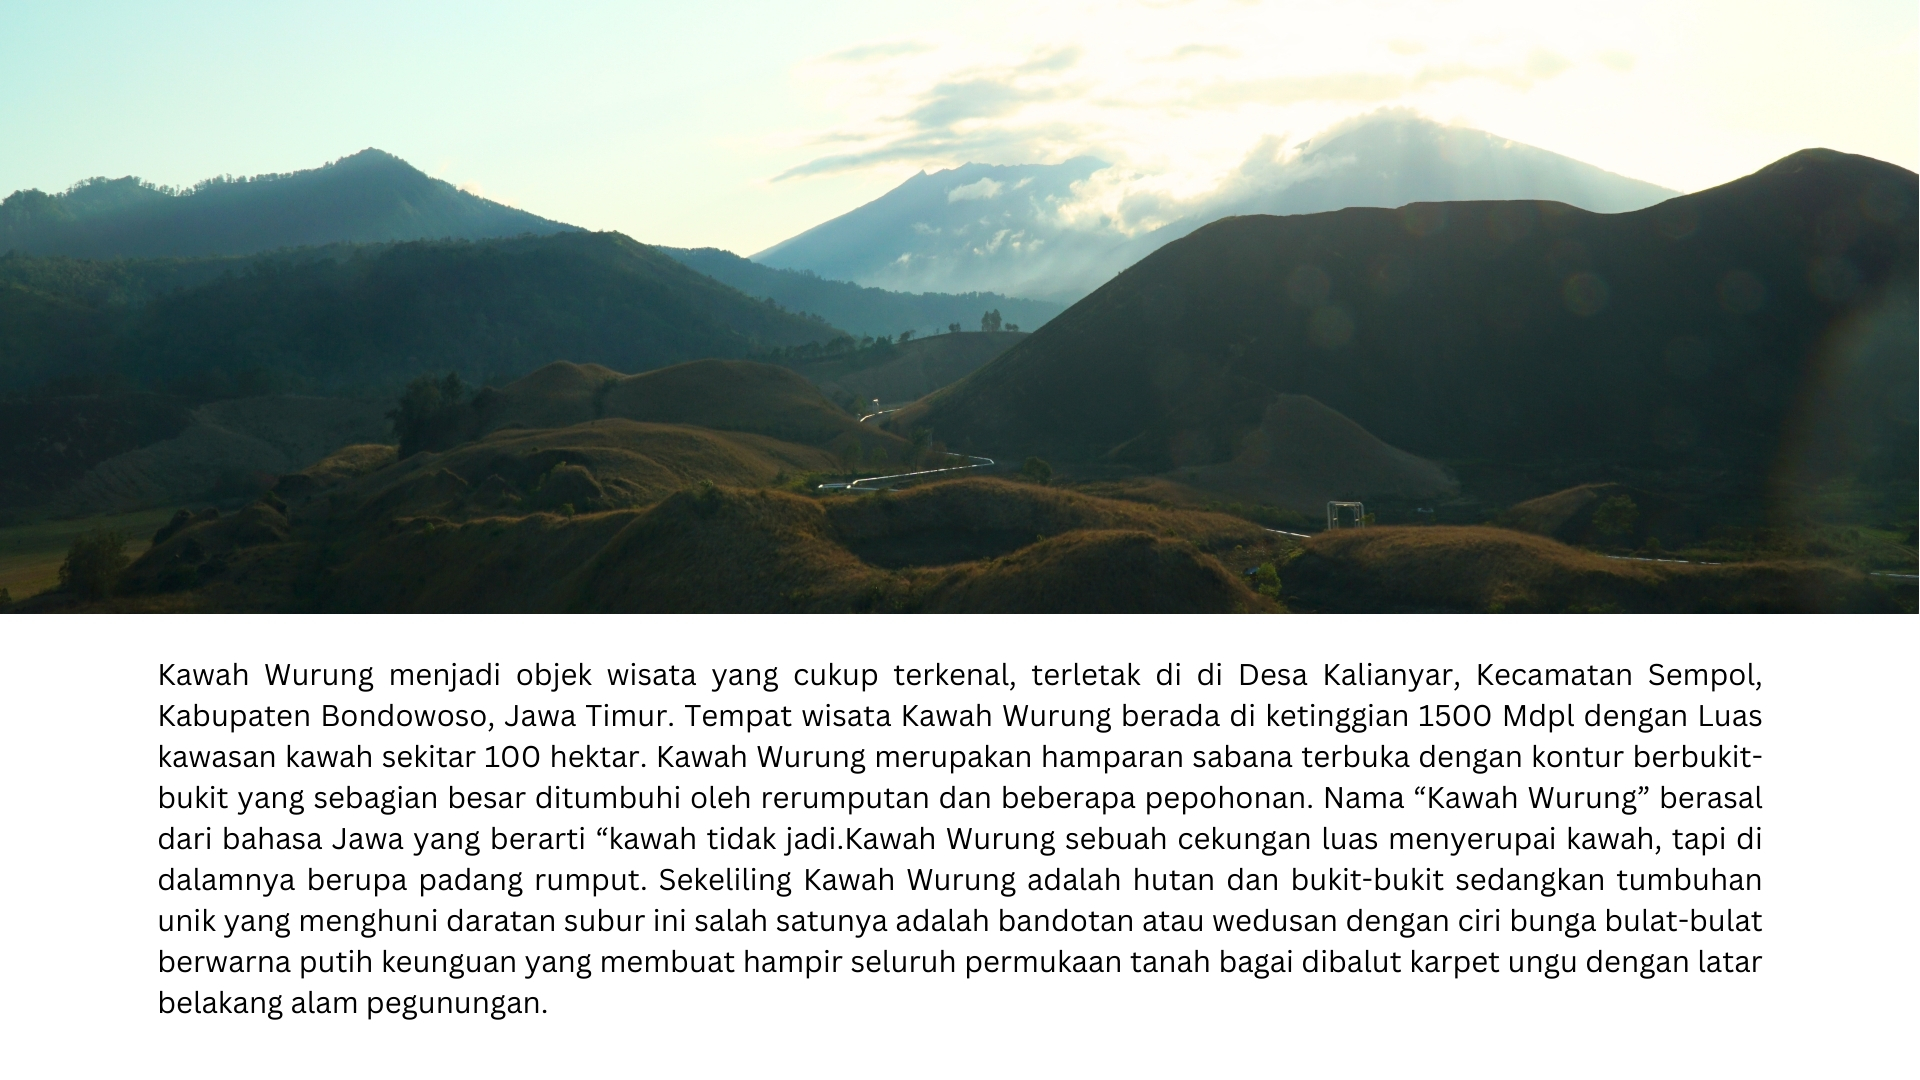 Kawah Wurung menjadi objek wisata yang cukup terkenal, terletak di di Desa Kalianyar, Kecamatan Sempol,
Kabupaten Bondowoso, Jawa Timur. Tempat wisata Kawah Wurung berada di ketinggian 1500 Mdpl dengan Luas
kawasan kawah sekitar 100 hektar. Kawah Wurung merupakan hamparan sabana terbuka dengan kontur berbukit-
bukit yang sebagian besar ditumbuhi oleh rerumputan dan beberapa pepohonan. Nama “Kawah Wurung” berasal
dari bahasa Jawa yang berarti “kawah tidak jadi.Kawah Wurung sebuah cekungan luas menyerupai kawah, tapi di
dalamnya berupa padang rumput. Sekeliling Kawah Wurung adalah hutan dan bukit-bukit sedangkan tumbuhan
unik yang menghuni daratan subur ini salah satunya adalah bandotan atau wedusan dengan ciri bunga bulat-bulat
berwarna putih keunguan yang membuat hampir seluruh permukaan tanah bagai dibalut karpet ungu dengan latar
belakang alam pegunungan.